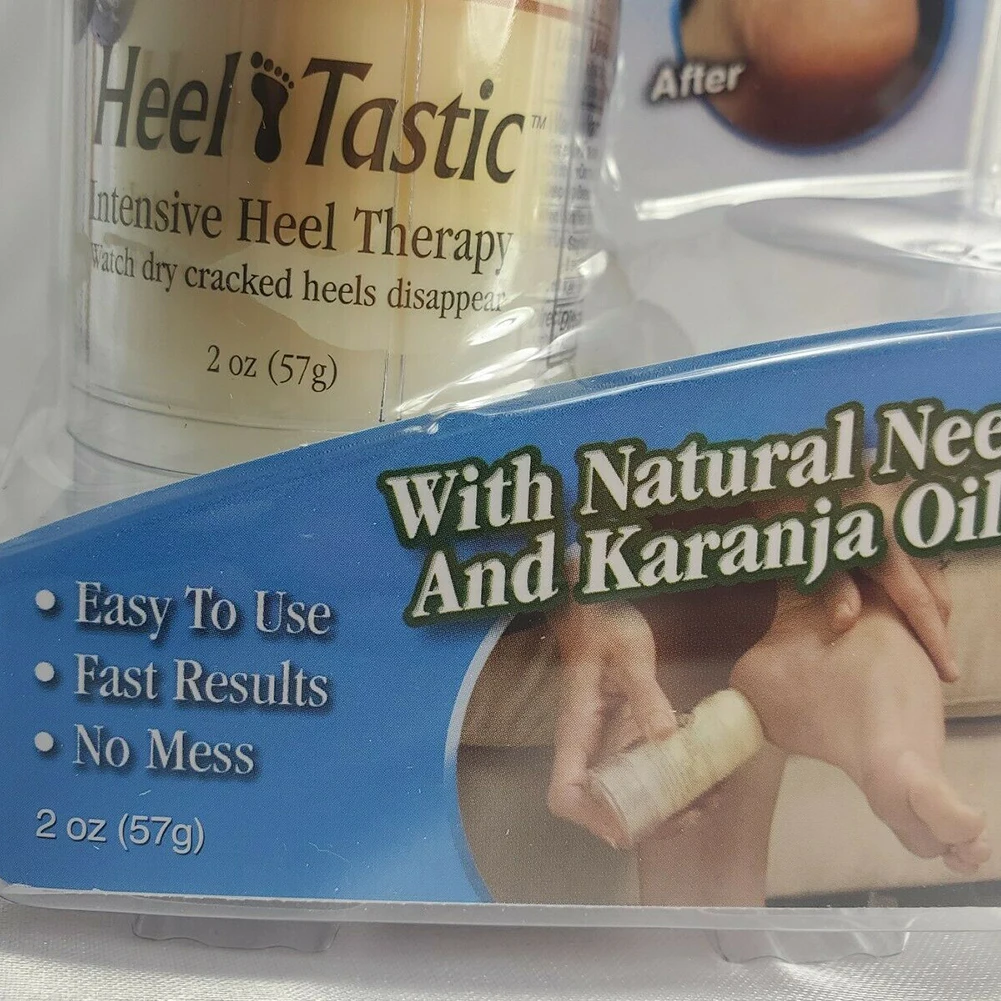 Heel Tastic™
After
Intensive Heel Therapy
Watch dry cracked heels disappear
2 oz (57g)
With Natural Nee
And Karanja Oil
• Easy To Use
• Fast Results
• No Mess
2 oz (57g)